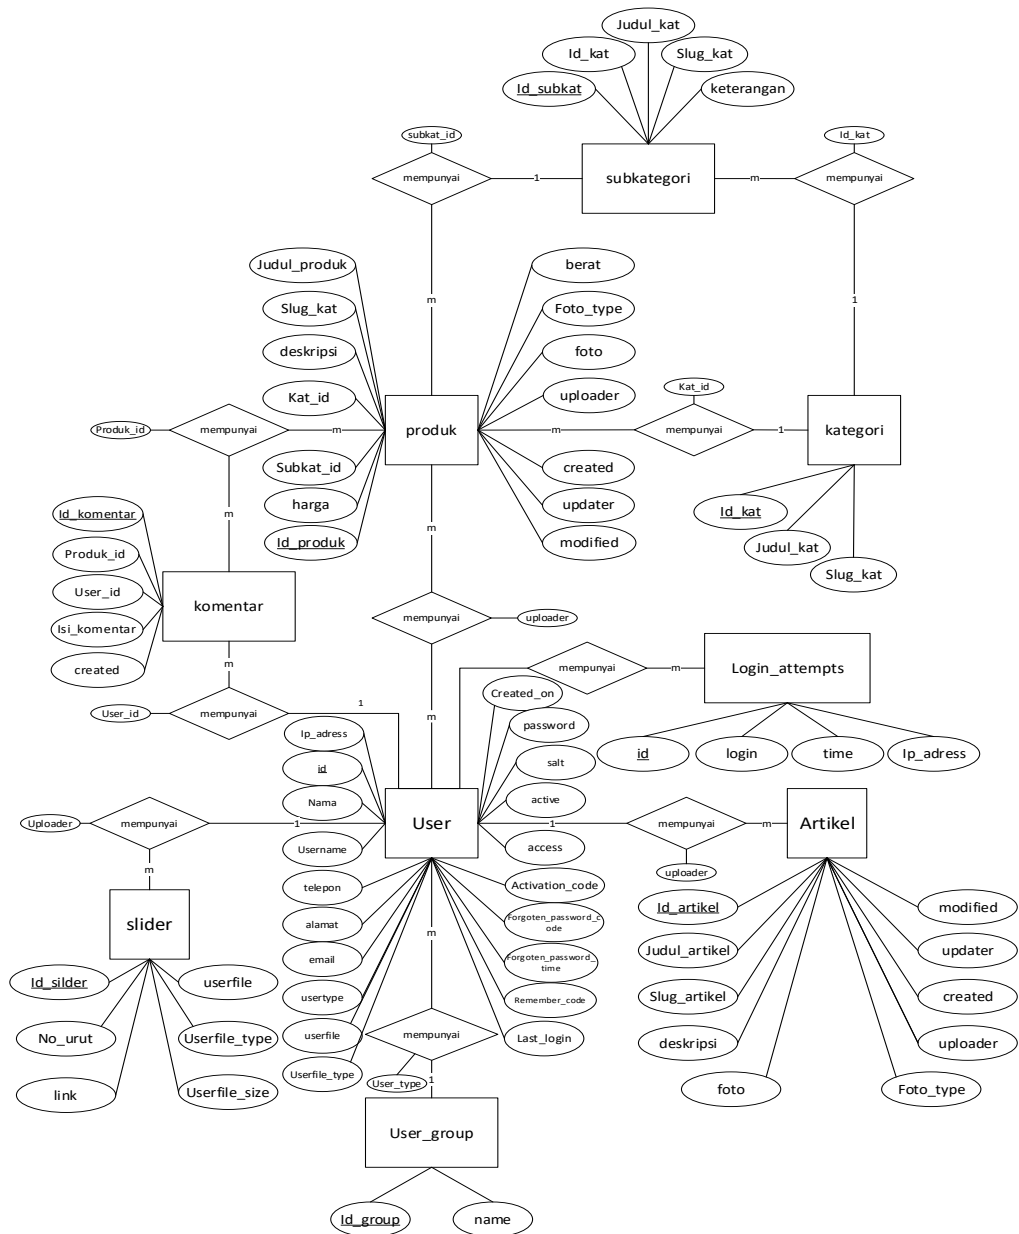 Judul_kat
Id_kat
Slug_kat
Id_subkat
keterangan
subkat_id
Id_kat
mempunyai
1
subkategori
m
mempunyai
Judul_produk
berat
m
1
Slug_kat
Foto_type
deskripsi
foto
Kat_id
uploader
Kat_id
Produk_id
mempunyai
m
produk
m
mempunyai
1
kategori
Subkat_id
created
harga
updater
Id_produk
modified
m
m
Id_kat
Judul_kat
Slug_kat
Id_komentar
Produk_id
User_id
Isi_komentar
created
komentar
mempunyai
uploader
m
mempunyai
m
Login_attempts
User_id
mempunyai
1
m
Created_on
Ip_adress
password
id
login
time
Ip_adress
id
salt
Nama
active
Uploader
mempunyai
1
User
1
mempunyai
m
Artikel
Username
access
uploader
m
telepon
Activation_code
alamat
Forgoten_password_c
ode
email
Forgoten_password_
time
usertype
Remember_code
userfile
Last_login
Userfile_type
m
mempunyai
User_type
1
slider
Id_silder
userfile
No_urut
Userfile_type
link
Userfile_size
Id_artikel
modified
Judul_artikel
updater
Slug_artikel
created
deskripsi
uploader
foto
Foto_type
User_group
Id_group
name